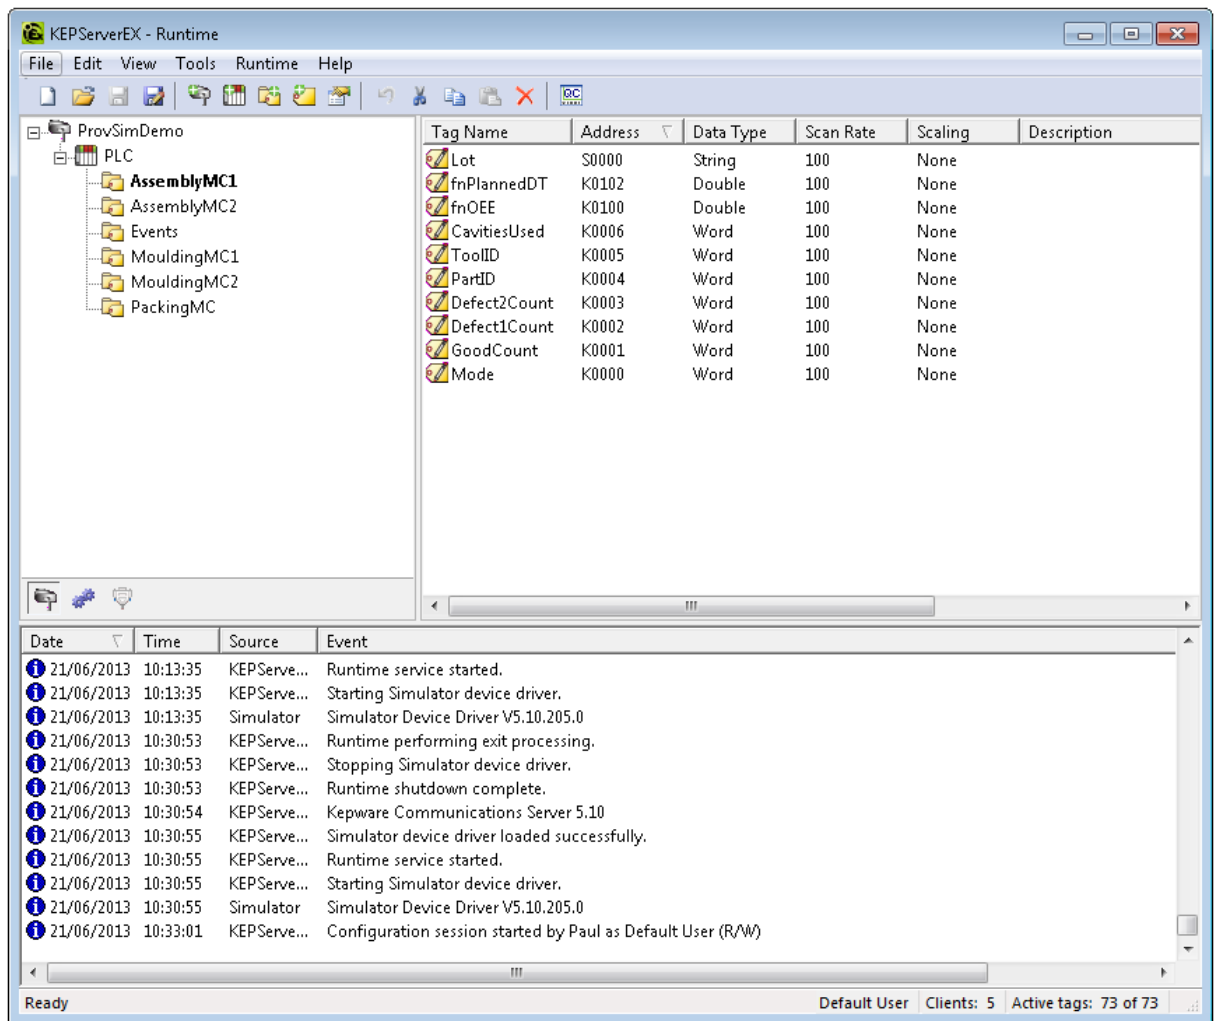 KEPServerEX - Runtime
File Edit View Tools Runtime Help
QC
ProvSimDemo
PLC
AssemblyMC1
AssemblyMC2
Events
MouldingMC1
MouldingMC2
PackingMC
Tag Name Address Data Type Scan Rate Scaling Description
Lot S0000 String 100 None
fnPlannedDT K0102 Double 100 None
fnOEE K0100 Double 100 None
CavitiesUsed K0006 Word 100 None
ToolID K0005 Word 100 None
PartID K0004 Word 100 None
Defect2Count K0003 Word 100 None
Defect1Count K0002 Word 100 None
GoodCount K0001 Word 100 None
Mode K0000 Word 100 None
Date Time Source Event
21/06/2013 10:13:35 KEPServe... Runtime service started.
21/06/2013 10:13:35 KEPServe... Starting Simulator device driver.
21/06/2013 10:13:35 Simulator Simulator Device Driver V5.10.205.0
21/06/2013 10:30:53 KEPServe... Runtime performing exit processing.
21/06/2013 10:30:53 KEPServe... Stopping Simulator device driver.
21/06/2013 10:30:53 KEPServe... Runtime shutdown complete.
21/06/2013 10:30:54 KEPServe... Kepware Communications Server 5.10
21/06/2013 10:30:55 KEPServe... Simulator device driver loaded successfully.
21/06/2013 10:30:55 KEPServe... Runtime service started.
21/06/2013 10:30:55 KEPServe... Starting Simulator device driver.
21/06/2013 10:30:55 Simulator Simulator Device Driver V5.10.205.0
21/06/2013 10:33:01 KEPServe... Configuration session started by Paul as Default User (R/W)
Ready Default User Clients: 5 Active tags: 73 of 73